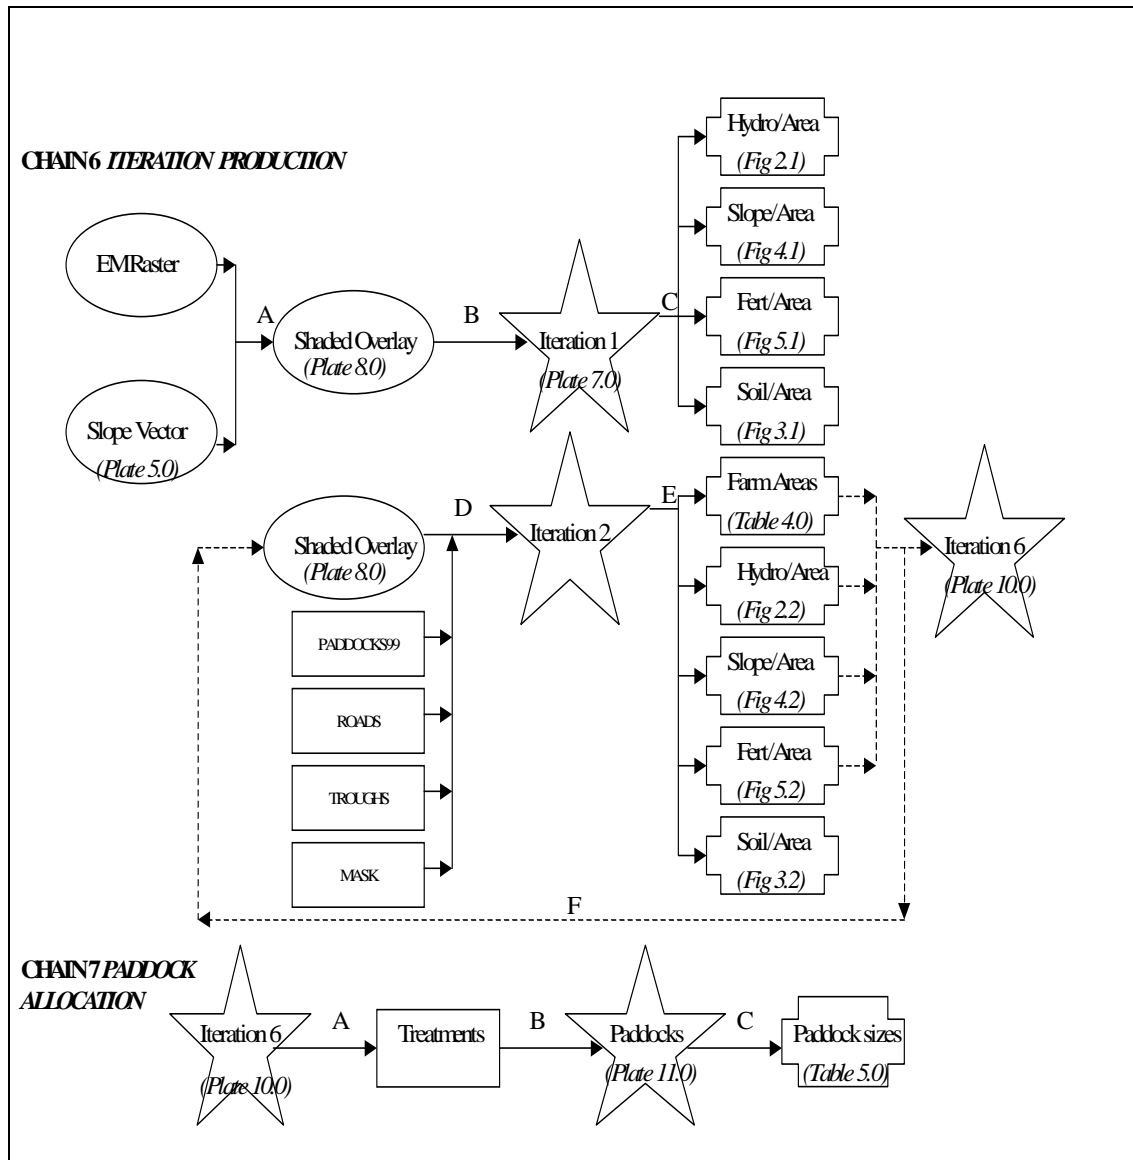 CHAIN 6 ITERATION PRODUCTION
EM Raster
Slope Vector
(Plate 5.0)
A
Shaded Overlay
(Plate 8.0)
B
Iteration 1
(Plate 7.0)
C
Hydro/Area
(Fig 2.1)
Slope/Area
(Fig 4.1)
Fert/Area
(Fig 5.1)
Soil/Area
(Fig 3.1)
Shaded Overlay
(Plate 8.0)
PADDOCKS99
ROADS
TROUGHS
MASK
D
Iteration 2
E
Farm Areas
(Table 4.0)
Hydro/Area
(Fig 2.2)
Slope/Area
(Fig 4.2)
Fert/Area
(Fig 5.2)
Soil/Area
(Fig 3.2)
Iteration 6
(Plate 10.0)
F
CHAIN 7 PADDOCK
ALLOCATION
Iteration 6
(Plate 10.0)
A
Treatments
B
Paddocks
(Plate 11.0)
C
Paddock sizes
(Table 5.0)